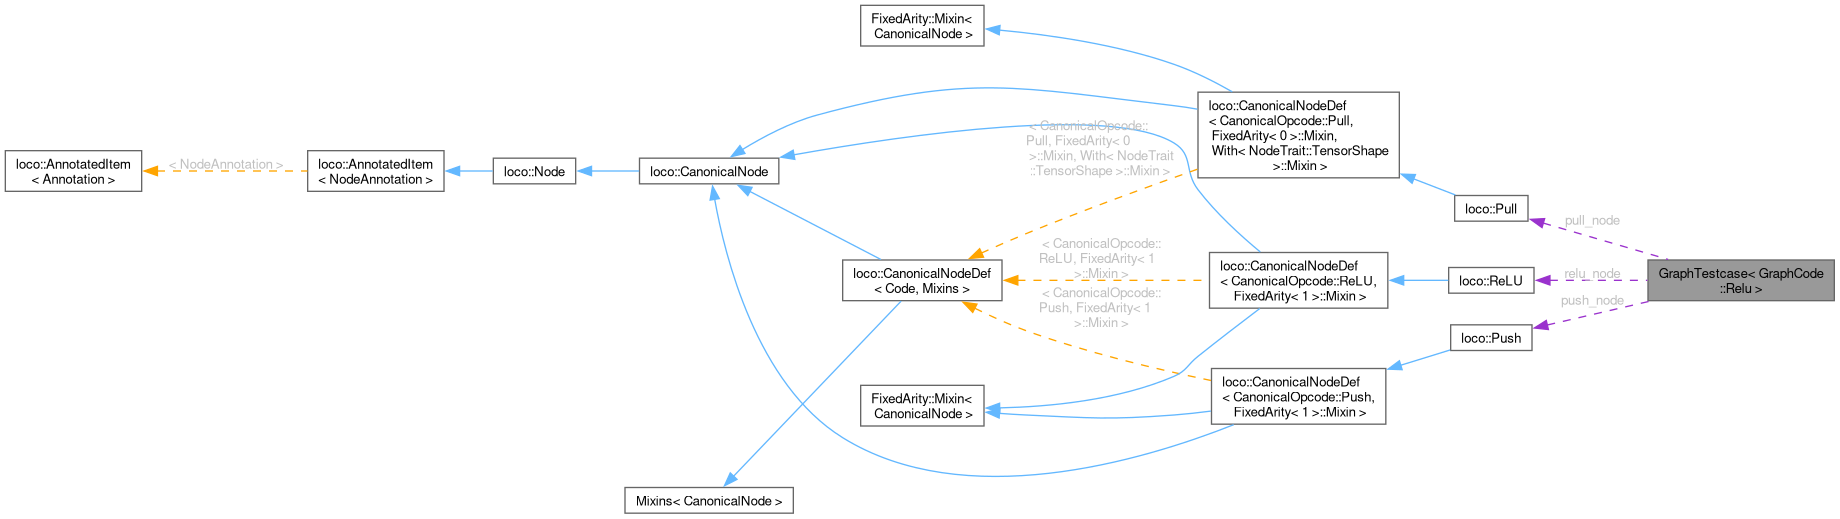 FixedArity::Mixin<
CanonicalNode >
loco::CanonicalNodeDef
< CanonicalOpcode::Pull,
FixedArity< 0 >::Mixin,
With< NodeTrait::TensorShape
>::Mixin >
< CanonicalOpcode::
Pull, FixedArity< 0
>::Mixin, With< NodeTrait
::TensorShape >::Mixin >
loco::AnnotatedItem
< Annotation >
< NodeAnnotation >
loco::AnnotatedItem
< NodeAnnotation >
loco::Node
loco::CanonicalNode
loco::Pull
pull_node
< CanonicalOpcode::
ReLU, FixedArity< 1
>::Mixin >
loco::CanonicalNodeDef
< Code, Mixins >
loco::CanonicalNodeDef
< CanonicalOpcode::ReLU,
FixedArity< 1 >::Mixin >
loco::ReLU
relu_node
GraphTestcase< GraphCode
::Relu >
< CanonicalOpcode::
Push, FixedArity< 1
>::Mixin >
push_node
loco::Push
FixedArity::Mixin<
CanonicalNode >
loco::CanonicalNodeDef
< CanonicalOpcode::Push,
FixedArity< 1 >::Mixin >
Mixins< CanonicalNode >